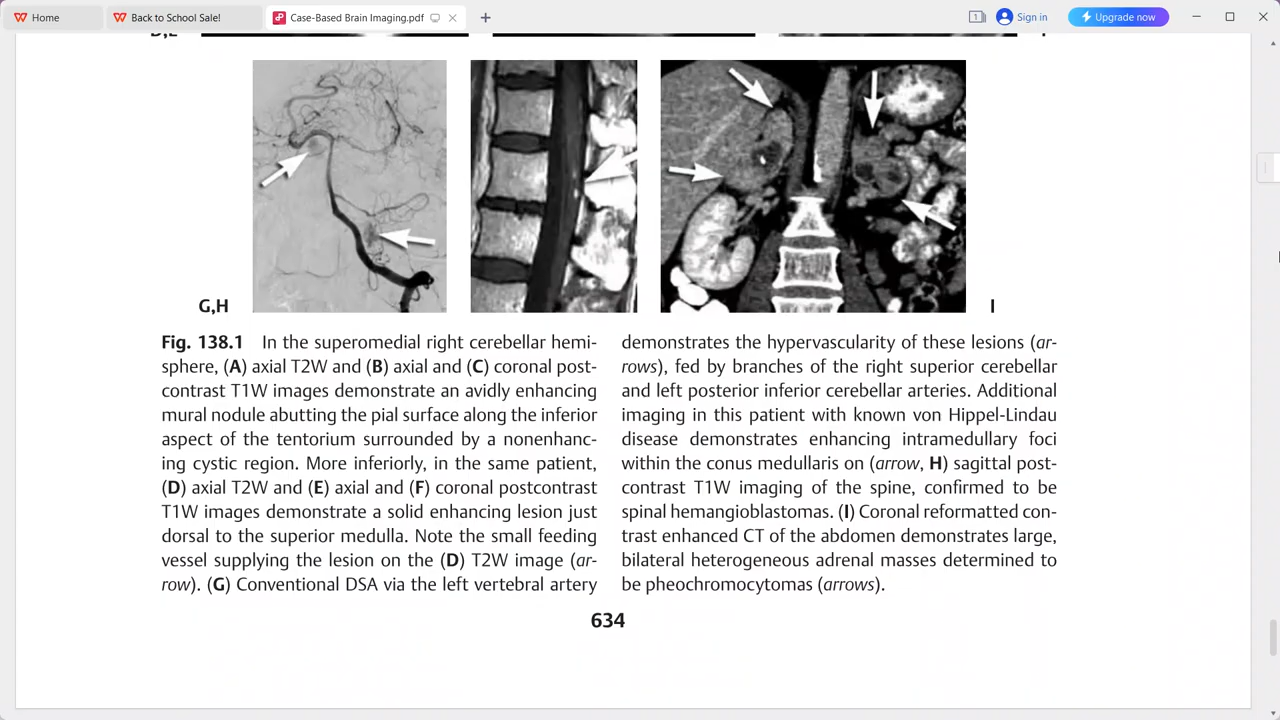 Home
Back to School Sale!
Case-Based Brain Imaging.pdf
Sign in
Upgrade now
G,H
I
Fig. 138.1 In the superomedial right cerebellar hemi-
sphere, (A) axial T2W and (B) axial and (C) coronal post-
contrast T1W images demonstrate an avidly enhancing
mural nodule abutting the pial surface along the inferior
aspect of the tentorium surrounded by a nonenhanc-
ing cystic region. More inferiorly, in the same patient,
(D) axial T2W and (E) axial and (F) coronal postcontrast
T1W images demonstrate a solid enhancing lesion just
dorsal to the superior medulla. Note the small feeding
vessel supplying the lesion on the (D) T2W image (ar-
row). (G) Conventional DSA via the left vertebral artery
demonstrates the hypervascularity of these lesions (ar-
rows), fed by branches of the right superior cerebellar
and left posterior inferior cerebellar arteries. Additional
imaging in this patient with known von Hippel-Lindau
disease demonstrates enhancing intramedullary foci
within the conus medullaris on (arrow, H) sagittal post-
contrast T1W imaging of the spine, confirmed to be
spinal hemangioblastomas. (I) Coronal reformatted con-
trast enhanced CT of the abdomen demonstrates large,
bilateral heterogeneous adrenal masses determined to
be pheochromocytomas (arrows).
634